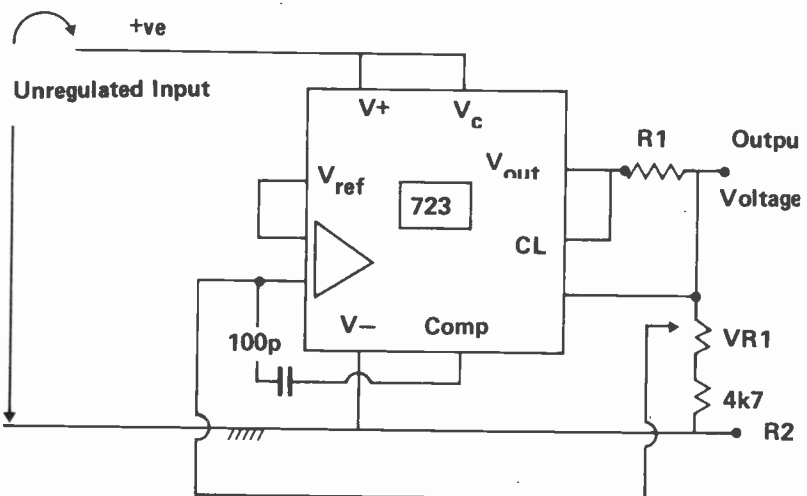 +ve
Unregulated Input
V+
Vc
R1
Outpu
Vref
Vout
Voltage
723
CL
V−
Comp
100p
VR1
4k7
R2